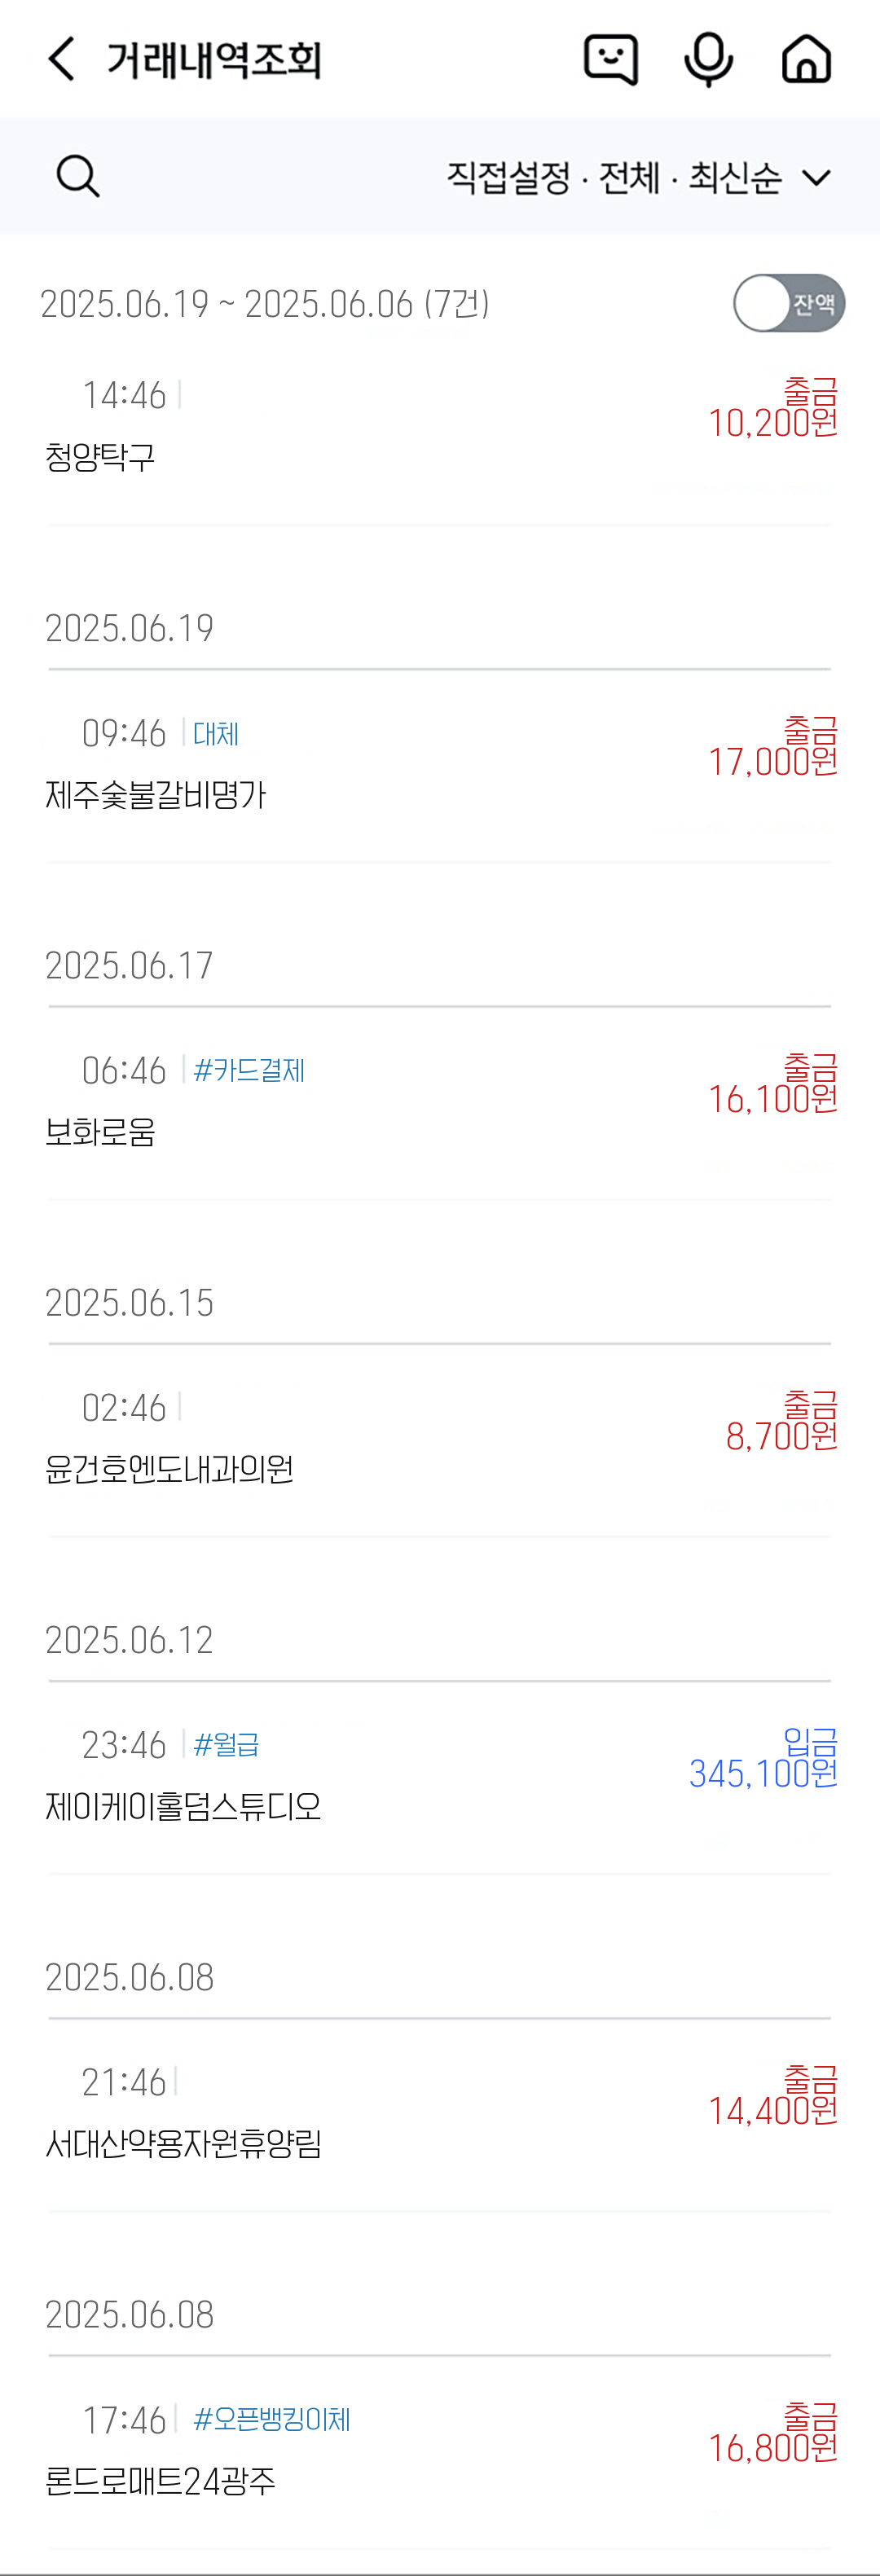 거래내역조회
직접설정 · 전체 · 최신순
2025.06.19 ~ 2025.06.06 (7건)
잔액
14:46
출금
10,200원
청양탁구
2025.06.19
09:46 대체
출금
17,000원
제주숯불갈비명가
2025.06.17
06:46 #카드결제
출금
16,100원
보화로움
2025.06.15
02:46
출금
8,700원
윤건호엔도내과의원
2025.06.12
23:46 #월급
입금
345,100원
제이케이홀덤스튜디오
2025.06.08
21:46
출금
14,400원
서대산약용자원휴양림
2025.06.08
17:46 #오픈뱅킹이체
출금
16,800원
론드로매트24광주